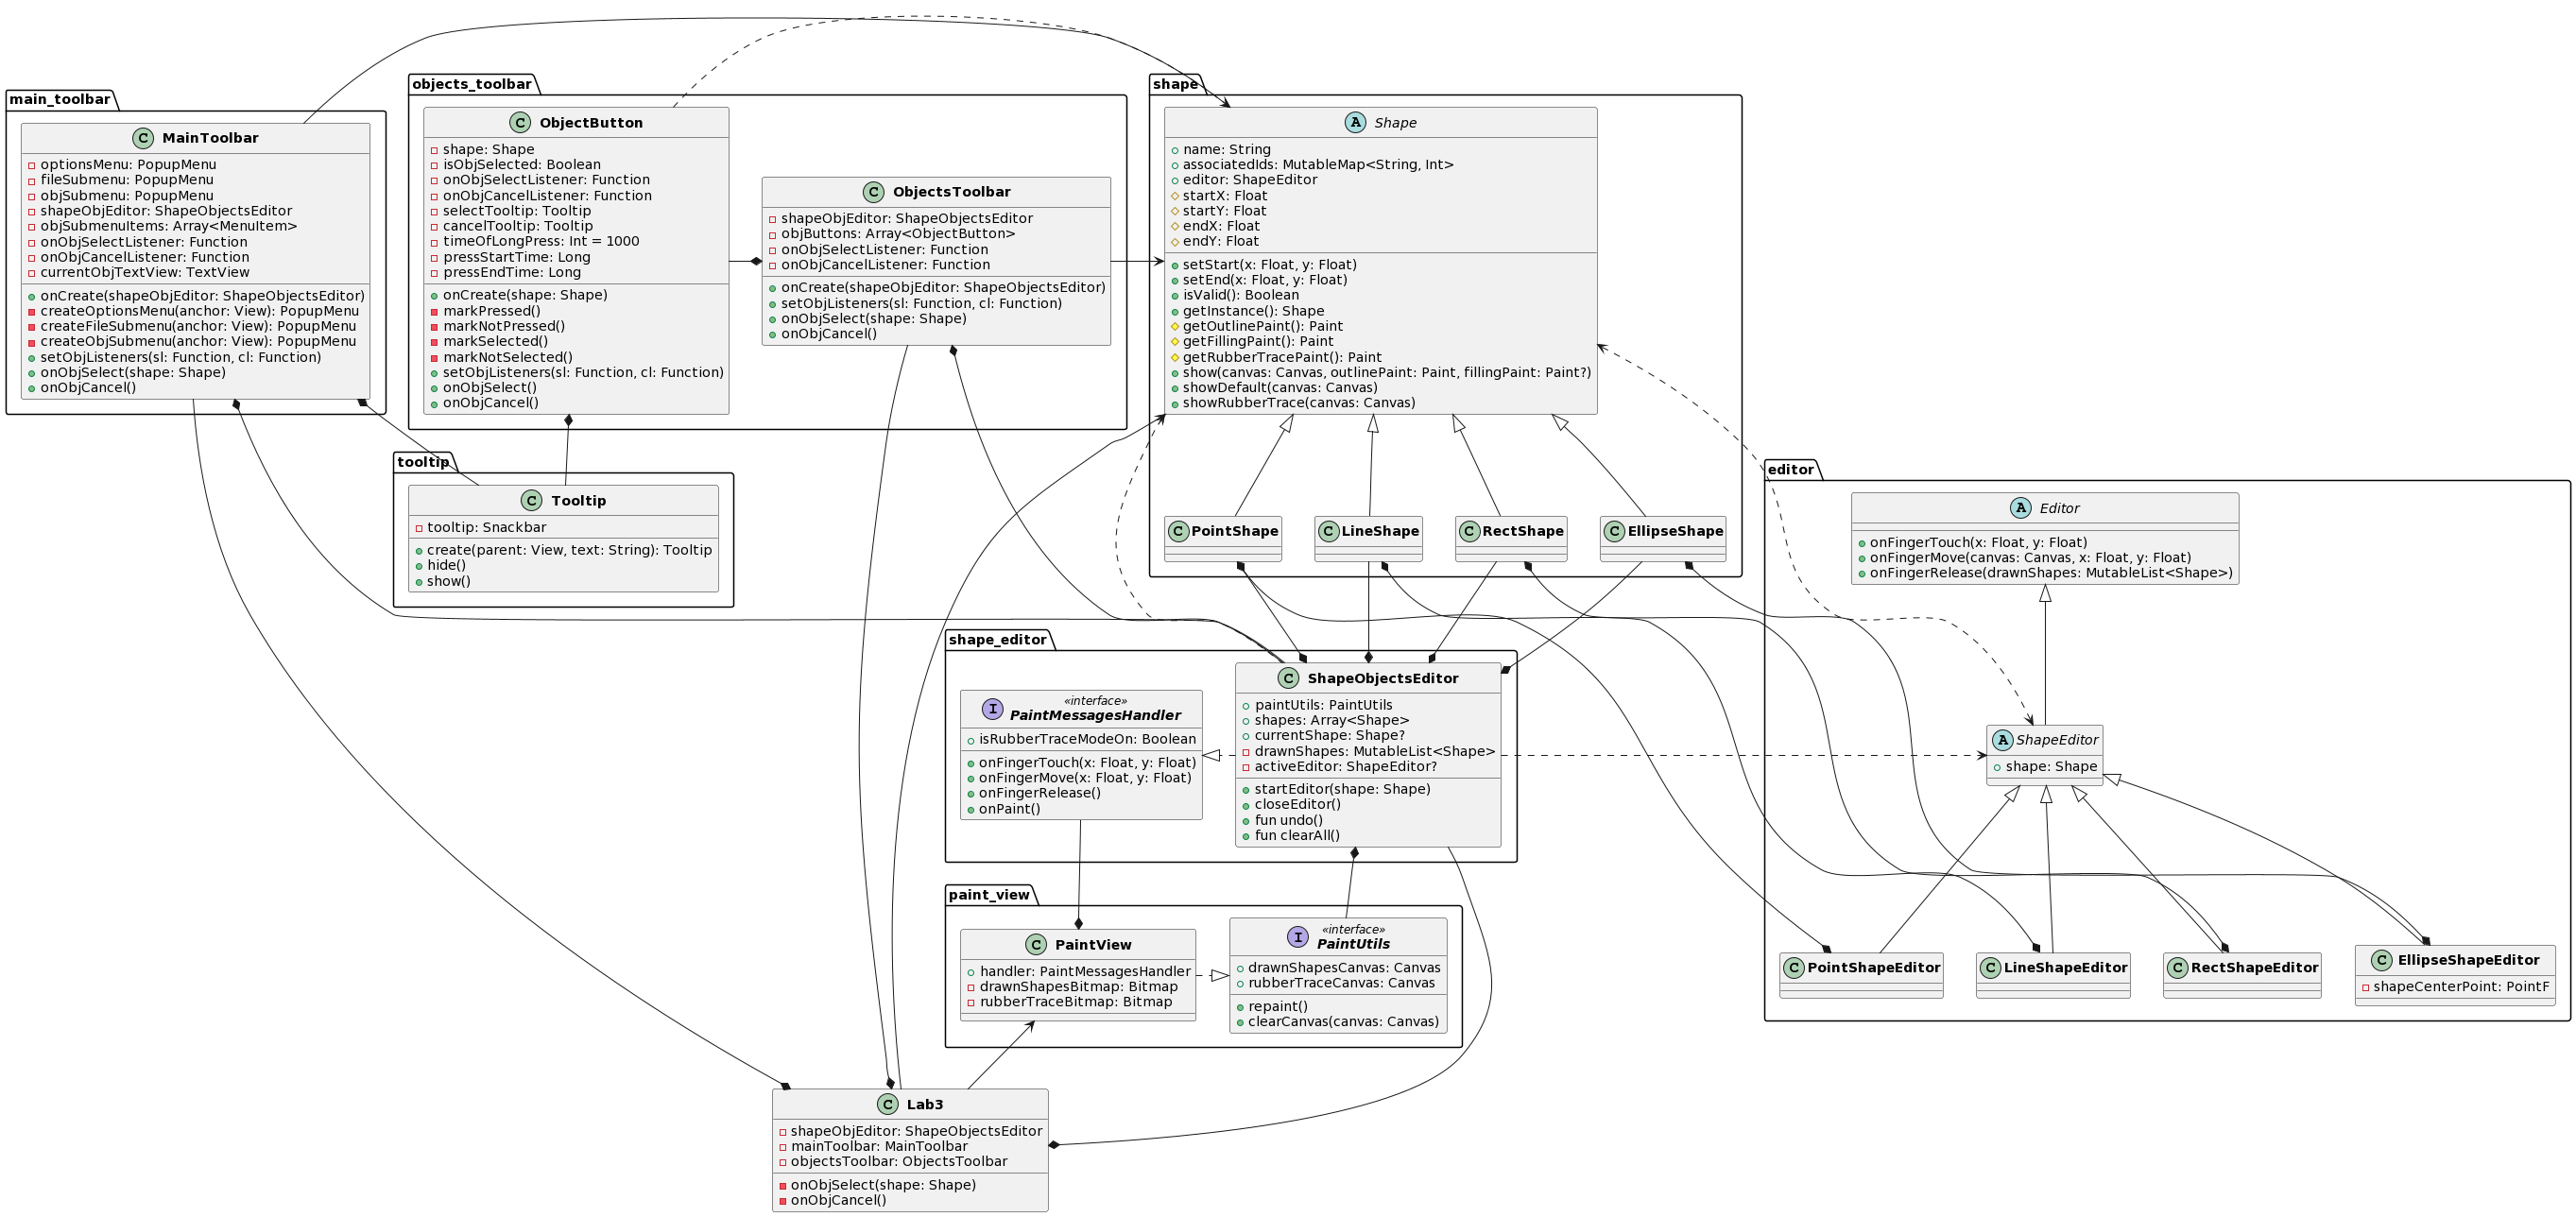 main_toolbar
C MainToolbar
optionsMenu: PopupMenu
fileSubmenu: PopupMenu
objSubmenu: PopupMenu
shapeObjEditor: ShapeObjectsEditor
objSubmenuItems: Array<MenuItem>
onObjSelectListener: Function
onObjCancelListener: Function
currentObjTextView: TextView
onCreate(shapeObjEditor: ShapeObjectsEditor)
createOptionsMenu(anchor: View): PopupMenu
createFileSubmenu(anchor: View): PopupMenu
createObjSubmenu(anchor: View): PopupMenu
setObjListeners(sl: Function, cl: Function)
onObjSelect(shape: Shape)
onObjCancel()
objects_toolbar
C ObjectButton
shape: Shape
isObjSelected: Boolean
onObjSelectListener: Function
onObjCancelListener: Function
selectTooltip: Tooltip
cancelTooltip: Tooltip
timeOfLongPress: Int = 1000
pressStartTime: Long
pressEndTime: Long
onCreate(shape: Shape)
markPressed()
markNotPressed()
markSelected()
markNotSelected()
setObjListeners(sl: Function, cl: Function)
onObjSelect()
onObjCancel()
C ObjectsToolbar
shapeObjEditor: ShapeObjectsEditor
objButtons: Array<ObjectButton>
onObjSelectListener: Function
onObjCancelListener: Function
onCreate(shapeObjEditor: ShapeObjectsEditor)
setObjListeners(sl: Function, cl: Function)
onObjSelect(shape: Shape)
onObjCancel()
shape
A Shape
name: String
associatedIds: MutableMap<String, Int>
editor: ShapeEditor
startX: Float
startY: Float
endX: Float
endY: Float
setStart(x: Float, y: Float)
setEnd(x: Float, y: Float)
isValid(): Boolean
getInstance(): Shape
getOutlinePaint(): Paint
getFillingPaint(): Paint
getRubberTracePaint(): Paint
show(canvas: Canvas, outlinePaint: Paint, fillingPaint: Paint?)
showDefault(canvas: Canvas)
showRubberTrace(canvas: Canvas)
C PointShape
C LineShape
C RectShape
C EllipseShape
tooltip
C Tooltip
tooltip: Snackbar
create(parent: View, text: String): Tooltip
hide()
show()
editor
A Editor
onFingerTouch(x: Float, y: Float)
onFingerMove(canvas: Canvas, x: Float, y: Float)
onFingerRelease(drawnShapes: MutableList<Shape>)
A ShapeEditor
shape: Shape
C PointShapeEditor
C LineShapeEditor
C RectShapeEditor
C EllipseShapeEditor
shapeCenterPoint: PointF
shape_editor
I «interface»
PaintMessagesHandler
isRubberTraceModeOn: Boolean
onFingerTouch(x: Float, y: Float)
onFingerMove(x: Float, y: Float)
onFingerRelease()
onPaint()
C ShapeObjectsEditor
paintUtils: PaintUtils
shapes: Array<Shape>
currentShape: Shape?
drawnShapes: MutableList<Shape>
activeEditor: ShapeEditor?
startEditor(shape: Shape)
closeEditor()
fun undo()
fun clearAll()
paint_view
C PaintView
handler: PaintMessagesHandler
drawnShapesBitmap: Bitmap
rubberTraceBitmap: Bitmap
I «interface»
PaintUtils
drawnShapesCanvas: Canvas
rubberTraceCanvas: Canvas
repaint()
clearCanvas(canvas: Canvas)
C Lab3
shapeObjEditor: ShapeObjectsEditor
mainToolbar: MainToolbar
objectsToolbar: ObjectsToolbar
onObjSelect(shape: Shape)
onObjCancel()